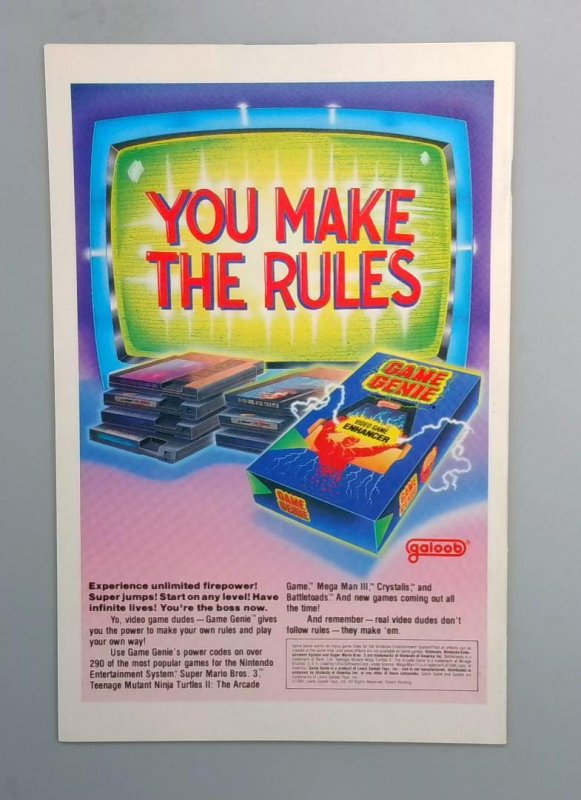 YOU MAKE
THE RULES
GAME
GENIE™
VIDEO GAME
ENHANCER
GAME
GENIE
GAME
galoob®
Experience unlimited firepower!
Super jumps! Start on any level! Have
infinite lives! You're the boss now.
Yo, video game dudes — Game Genie™ gives
you the power to make your own rules and play
your own way!
Use Game Genie's power codes on over
290 of the most popular games for the Nintendo
Entertainment System.® Super Mario Bros. 3,™
Teenage Mutant Ninja Turtles II: The Arcade
Game,™ Mega Man III,™ Crystalis™ and
Battletoads.™ And new games coming out all
the time!
And remember — real video dudes don't
follow rules — they make 'em.